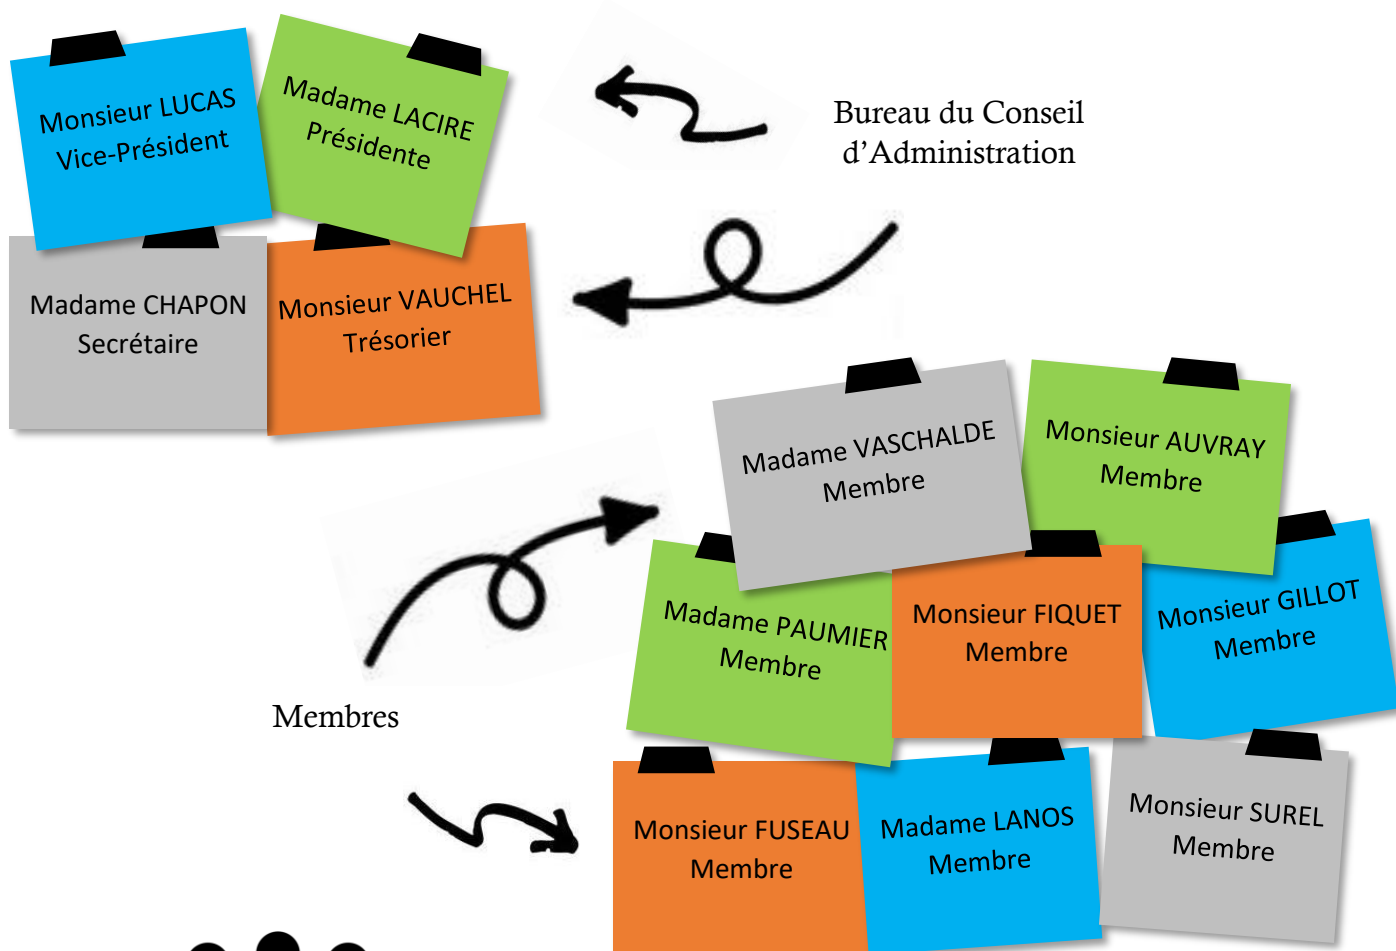 Monsieur LUCAS
Vice-Président
Madame LACIRE
Présidente
Bureau du Conseil
d'Administration
Madame CHAPON
Secrétaire
Monsieur VAUCHEL
Trésorier
Madame VASCHALDE
Membre
Monsieur AUVRAY
Membre
Madame PAUMIER
Membre
Monsieur FIQUET
Membre
Monsieur GILLOT
Membre
Membres
Monsieur FUSEAU
Membre
Madame LANOS
Membre
Monsieur SUREL
Membre